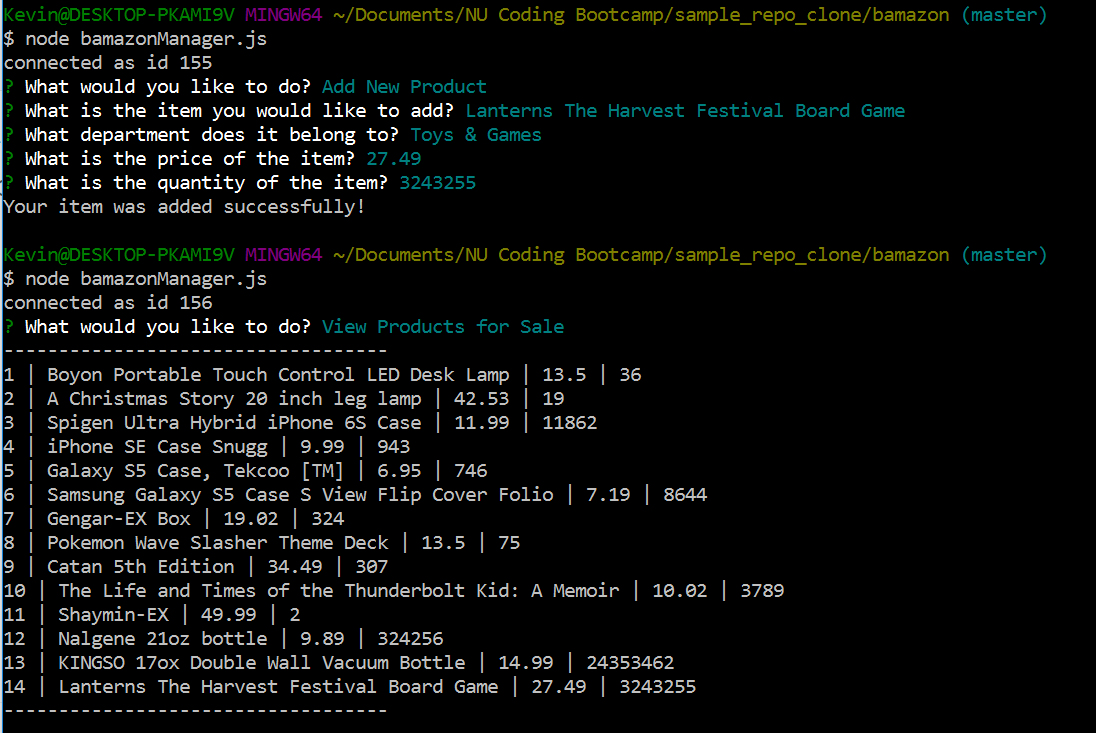 Kevin@DESKTOP-PKAMI9V MINGW64 ~/Documents/NU Coding Bootcamp/sample_repo_clone/bamazon (master)
$ node bamazonManager.js
connected as id 155
? What would you like to do? Add New Product
? What is the item you would like to add? Lanterns The Harvest Festival Board Game
? What department does it belong to? Toys & Games
? What is the price of the item? 27.49
? What is the quantity of the item? 3243255
Your item was added successfully!
Kevin@DESKTOP-PKAMI9V MINGW64 ~/Documents/NU Coding Bootcamp/sample_repo_clone/bamazon (master)
$ node bamazonManager.js
connected as id 156
? What would you like to do? View Products for Sale
-----------------------------------
1 | Boyon Portable Touch Control LED Desk Lamp | 13.5 | 36
2 | A Christmas Story 20 inch leg lamp | 42.53 | 19
3 | Spigen Ultra Hybrid iPhone 6S Case | 11.99 | 11862
4 | iPhone SE Case Snugg | 9.99 | 943
5 | Galaxy S5 Case, Tekcoo [TM] | 6.95 | 746
6 | Samsung Galaxy S5 Case S View Flip Cover Folio | 7.19 | 8644
7 | Gengar-EX Box | 19.02 | 324
8 | Pokemon Wave Slasher Theme Deck | 13.5 | 75
9 | Catan 5th Edition | 34.49 | 307
10 | The Life and Times of the Thunderbolt Kid: A Memoir | 10.02 | 3789
11 | Shaymin-EX | 49.99 | 2
12 | Nalgene 21oz bottle | 9.89 | 324256
13 | KINGSO 17ox Double Wall Vacuum Bottle | 14.99 | 24353462
14 | Lanterns The Harvest Festival Board Game | 27.49 | 3243255
-----------------------------------